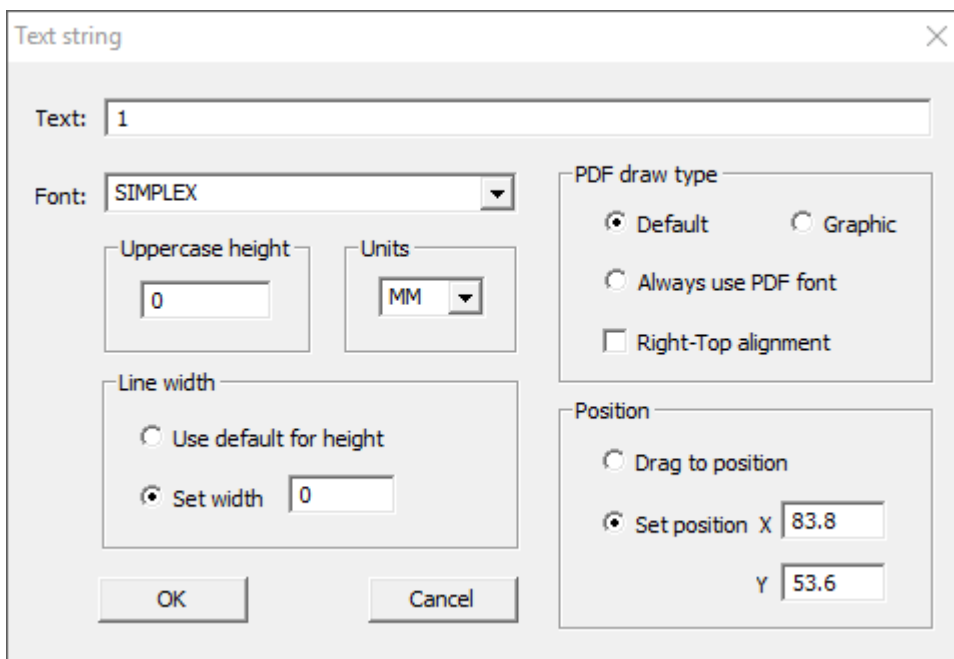 Text string
Text: 1
Font: SIMPLEX
Uppercase height
0
Units
MM
Line width
Use default for height
Set width 0
OK
Cancel
PDF draw type
Default Graphic
Always use PDF font
Right-Top alignment
Position
Drag to position
Set position X 83.8
Y 53.6